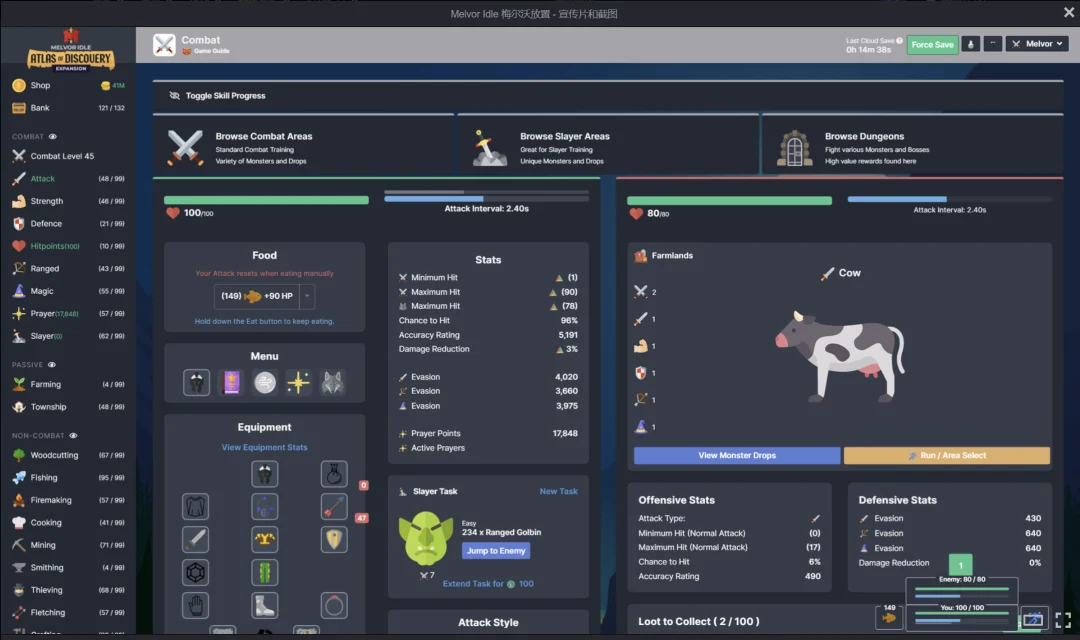 Melvor Idle 梅尔沃放置 - 宣传片和截图
MELVOR IDLE
ATLAS OF DISCOVERY
EXPANSION
Combat
Game Guide
Last Cloud Save
0h 14m 38s
Force Save
Melvor
Shop
41M
Bank
121 / 132
COMBAT
Combat Level 45
Attack
(48 / 99)
Strength
(46 / 99)
Defence
(21 / 99)
Hitpoints(100)
(10 / 99)
Ranged
(43 / 99)
Magic
(55 / 99)
Prayer(17,848)
(57 / 99)
Slayer(0)
(62 / 99)
PASSIVE
Farming
(4 / 99)
Township
(48 / 99)
NON-COMBAT
Woodcutting
(67 / 99)
Fishing
(95 / 99)
Firemaking
(57 / 99)
Cooking
(41 / 99)
Mining
(71 / 99)
Smithing
(4 / 99)
Thieving
(68 / 99)
Fletching
(57 / 99)
Toggle Skill Progress
Browse Combat Areas
Standard Combat Training
Variety of Monsters and Drops
Browse Slayer Areas
Great for Slayer Training
Unique Monsters and Drops
Browse Dungeons
Fight various Monsters and Bosses
High value rewards found here
100/100
Attack Interval: 2.40s
Food
Your Attack resets when eating manually
(149) +90 HP
Hold down the Eat button to keep eating.
Menu
Equipment
View Equipment Stats
0
47
Stats
Minimum Hit
(1)
Maximum Hit
(90)
Maximum Hit
(78)
Chance to Hit
96%
Accuracy Rating
5,191
Damage Reduction
3%
Evasion
4,020
Evasion
3,660
Evasion
3,975
Prayer Points
17,848
Active Prayers
Slayer Task
New Task
Easy
234 x Ranged Golbin
Jump to Enemy
7
Extend Task for 100
Attack Style
80/80
Attack Interval: 2.40s
Farmlands
Cow
2
1
1
1
1
1
View Monster Drops
Run / Area Select
Offensive Stats
Attack Type:
Minimum Hit (Normal Attack)
(0)
Maximum Hit (Normal Attack)
(17)
Chance to Hit
6%
Accuracy Rating
490
Defensive Stats
Evasion
430
Evasion
640
Evasion
640
Damage Reduction
0%
Loot to Collect ( 2 / 100 )
1
Enemy: 80 / 80
You: 100 / 100
149